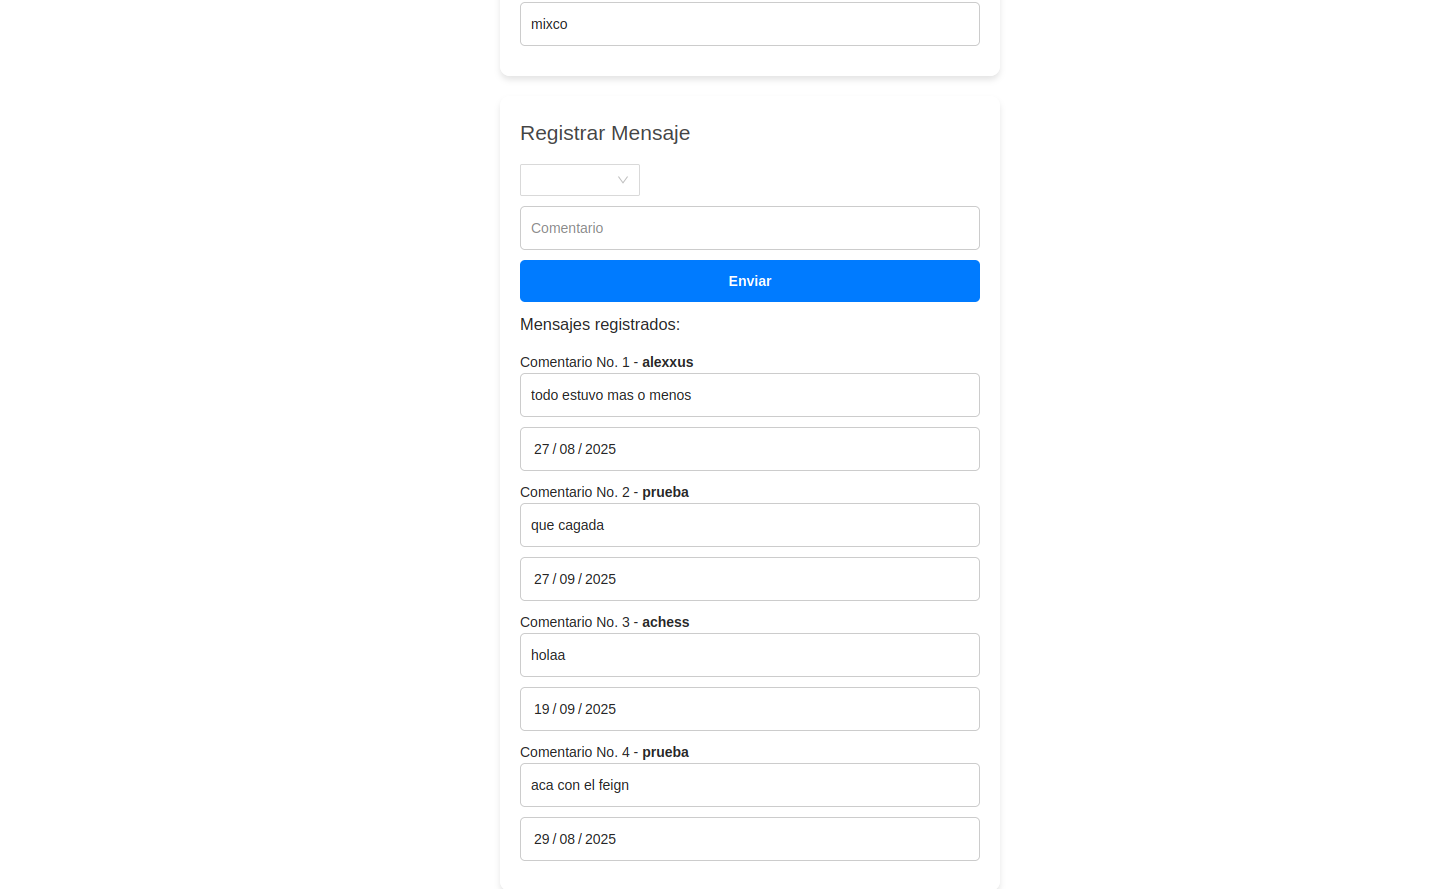 mixco
Registrar Mensaje
Comentario
Enviar
Mensajes registrados:
Comentario No. 1 - alexxus
todo estuvo mas o menos
27 / 08 / 2025
Comentario No. 2 - prueba
que cagada
27 / 09 / 2025
Comentario No. 3 - achess
holaa
19 / 09 / 2025
Comentario No. 4 - prueba
aca con el feign
29 / 08 / 2025